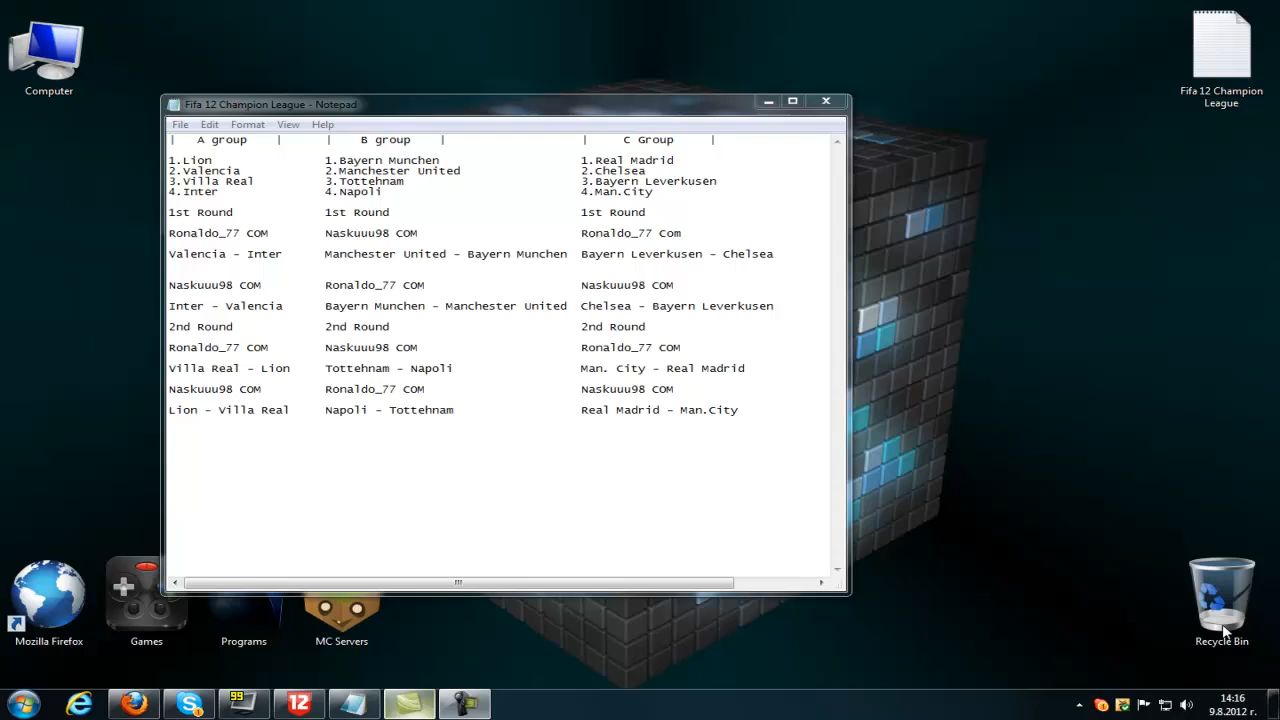 Computer
Fifa 12 Champion
League
Fifa 12 Champion League - Notepad
File Edit Format View Help
| A group | | B group | | C Group |
1.Lion 1.Bayern Munchen 1.Real Madrid
2.Valencia 2.Manchester United 2.Chelsea
3.Villa Real 3.Tottehnam 3.Bayern Leverkusen
4.Inter 4.Napoli 4.Man.City
1st Round 1st Round 1st Round
Ronaldo_77 COM Naskuuu98 COM Ronaldo_77 Com
Valencia - Inter Manchester United - Bayern Munchen Bayern Leverkusen - Chelsea
Naskuuu98 COM Ronaldo_77 COM Naskuuu98 COM
Inter - Valencia Bayern Munchen - Manchester United Chelsea - Bayern Leverkusen
2nd Round 2nd Round 2nd Round
Ronaldo_77 COM Naskuuu98 COM Ronaldo_77 COM
Villa Real - Lion Tottehnam - Napoli Man. City - Real Madrid
Naskuuu98 COM Ronaldo_77 COM Naskuuu98 COM
Lion - Villa Real Napoli - Tottehnam Real Madrid - Man.City
Mozilla Firefox Games Programs MC Servers Recycle Bin
99 12
14:16
9.8.2012 г.